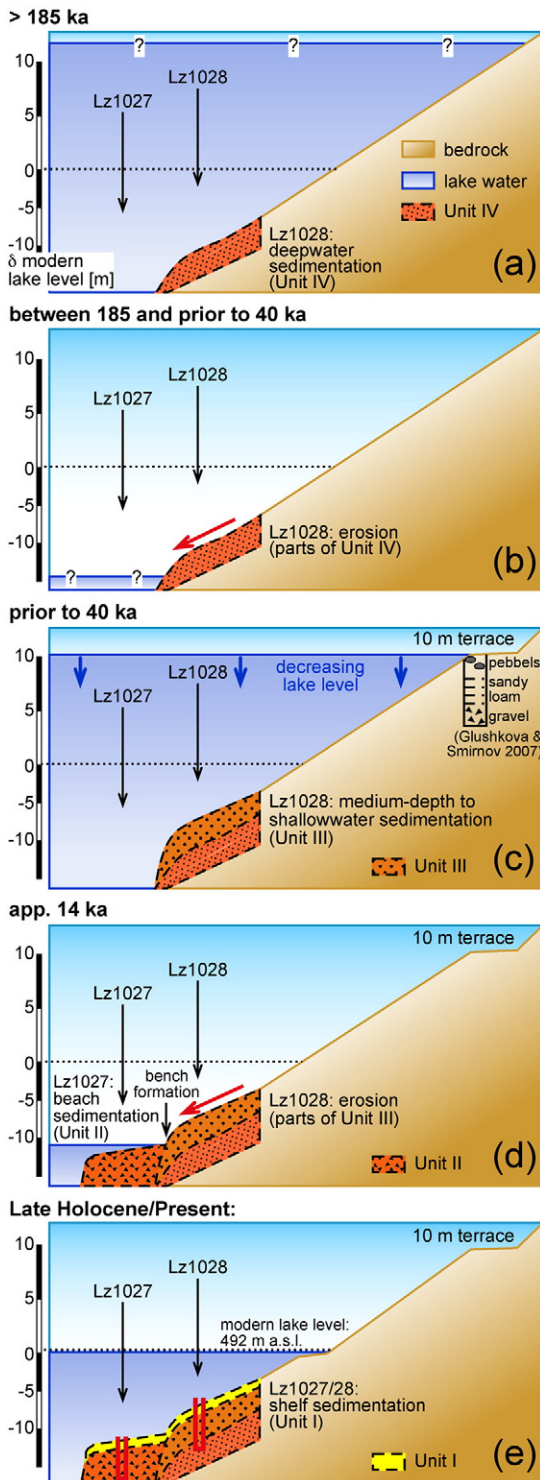 > 185 ka
10
5
0
-5
-10
δ modern
lake level [m]
?
?
?
Lz1027
Lz1028
bedrock
lake water
Unit IV
Lz1028:
deepwater
sedimentation
(Unit IV)
(a)
between 185 and prior to 40 ka
10
5
0
-5
-10
Lz1027
Lz1028
?
?
Lz1028: erosion
(parts of Unit IV)
(b)
prior to 40 ka
10
5
0
-5
-10
10 m terrace
decreasing
lake level
Lz1027
Lz1028
pebbels
sandy
loam
gravel
(Glushkova &
Smirnov 2007)
Lz1028: medium-depth to
shallowwater sedimentation
(Unit III)
Unit III
(c)
app. 14 ka
10
5
0
-5
-10
10 m terrace
Lz1027
Lz1028
Lz1027:
beach
sedimentation
(Unit II)
bench
formation
Lz1028: erosion
(parts of Unit III)
Unit II
(d)
Late Holocene/Present:
10
5
0
-5
-10
10 m terrace
Lz1027
Lz1028
modern lake level:
492 m a.s.l.
Lz1027/28:
shelf sedimentation
(Unit I)
Unit I
(e)